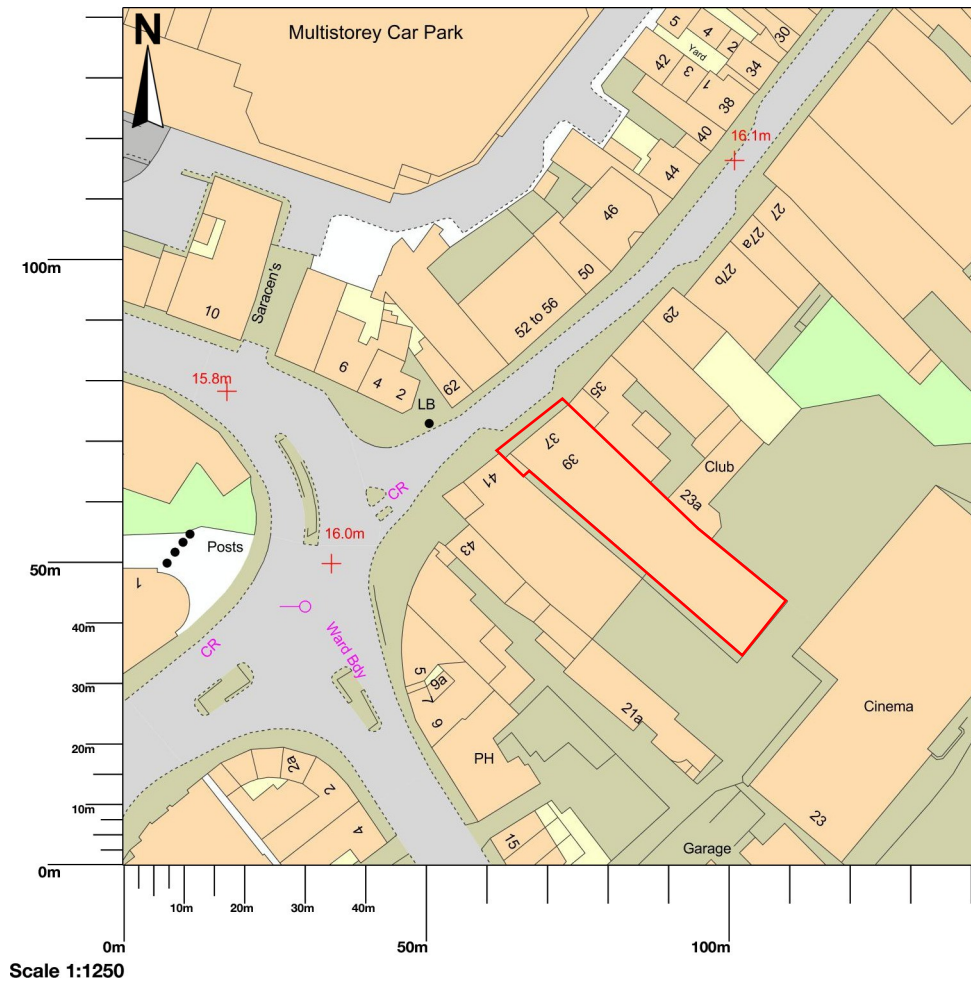 N
Multistorey Car Park
5
4
2
30
Yard
42
3
1
34
38
40
16.1m
44
46
50
52 to 56
27
27a
27b
29
100m
Saracen's
10
6
4
2
62
15.8m
LB
35
37
39
41
Club
23a
CR
16.0m
43
Posts
1
50m
40m
CR
Ward Bdy
5
9a
7
9
30m
21a
Cinema
20m
PH
2a
2
4
10m
15
23
Garage
0m
10m
20m
30m
40m
0m
50m
100m
Scale 1:1250